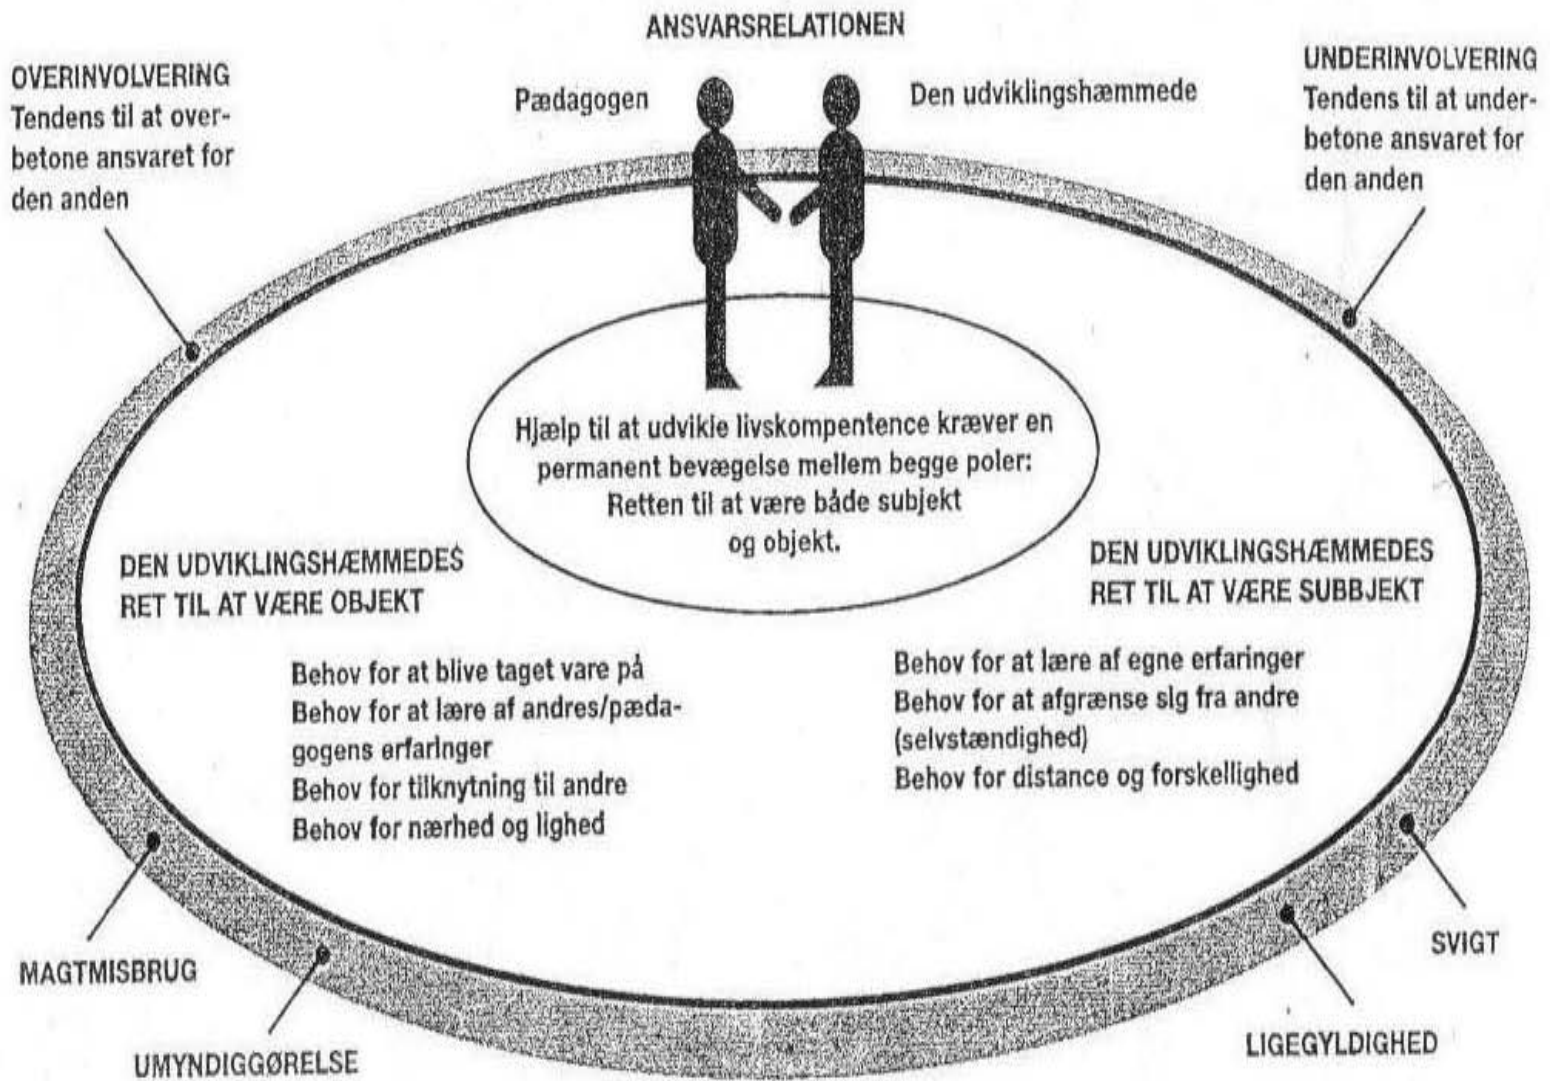 ANSVARSRELATIONEN
OVERINVOLVERING
Tendens til at over-
betone ansvaret for
den anden
Pædagogen
Den udviklingshæmmede
UNDERINVOLVERING
Tendens til at under-
betone ansvaret for
den anden
Hjælp til at udvikle livskompentence kræver en
permanent bevægelse mellem begge poler:
Retten til at være både subjekt
og objekt.
DEN UDVIKLINGSHÆMMEDES
RET TIL AT VÆRE OBJEKT
Behov for at blive taget vare på
Behov for at lære af andres/pæda-
gogens erfaringer
Behov for tilknytning til andre
Behov for nærhed og lighed
DEN UDVIKLINGSHÆMMEDES
RET TIL AT VÆRE SUBBJEKT
Behov for at lære af egne erfaringer
Behov for at afgrænse sig fra andre
(selvstændighed)
Behov for distance og forskellighed
MAGTMISBRUG
UMYNDIGGØRELSE
SVIGT
LIGEGYLDIGHED